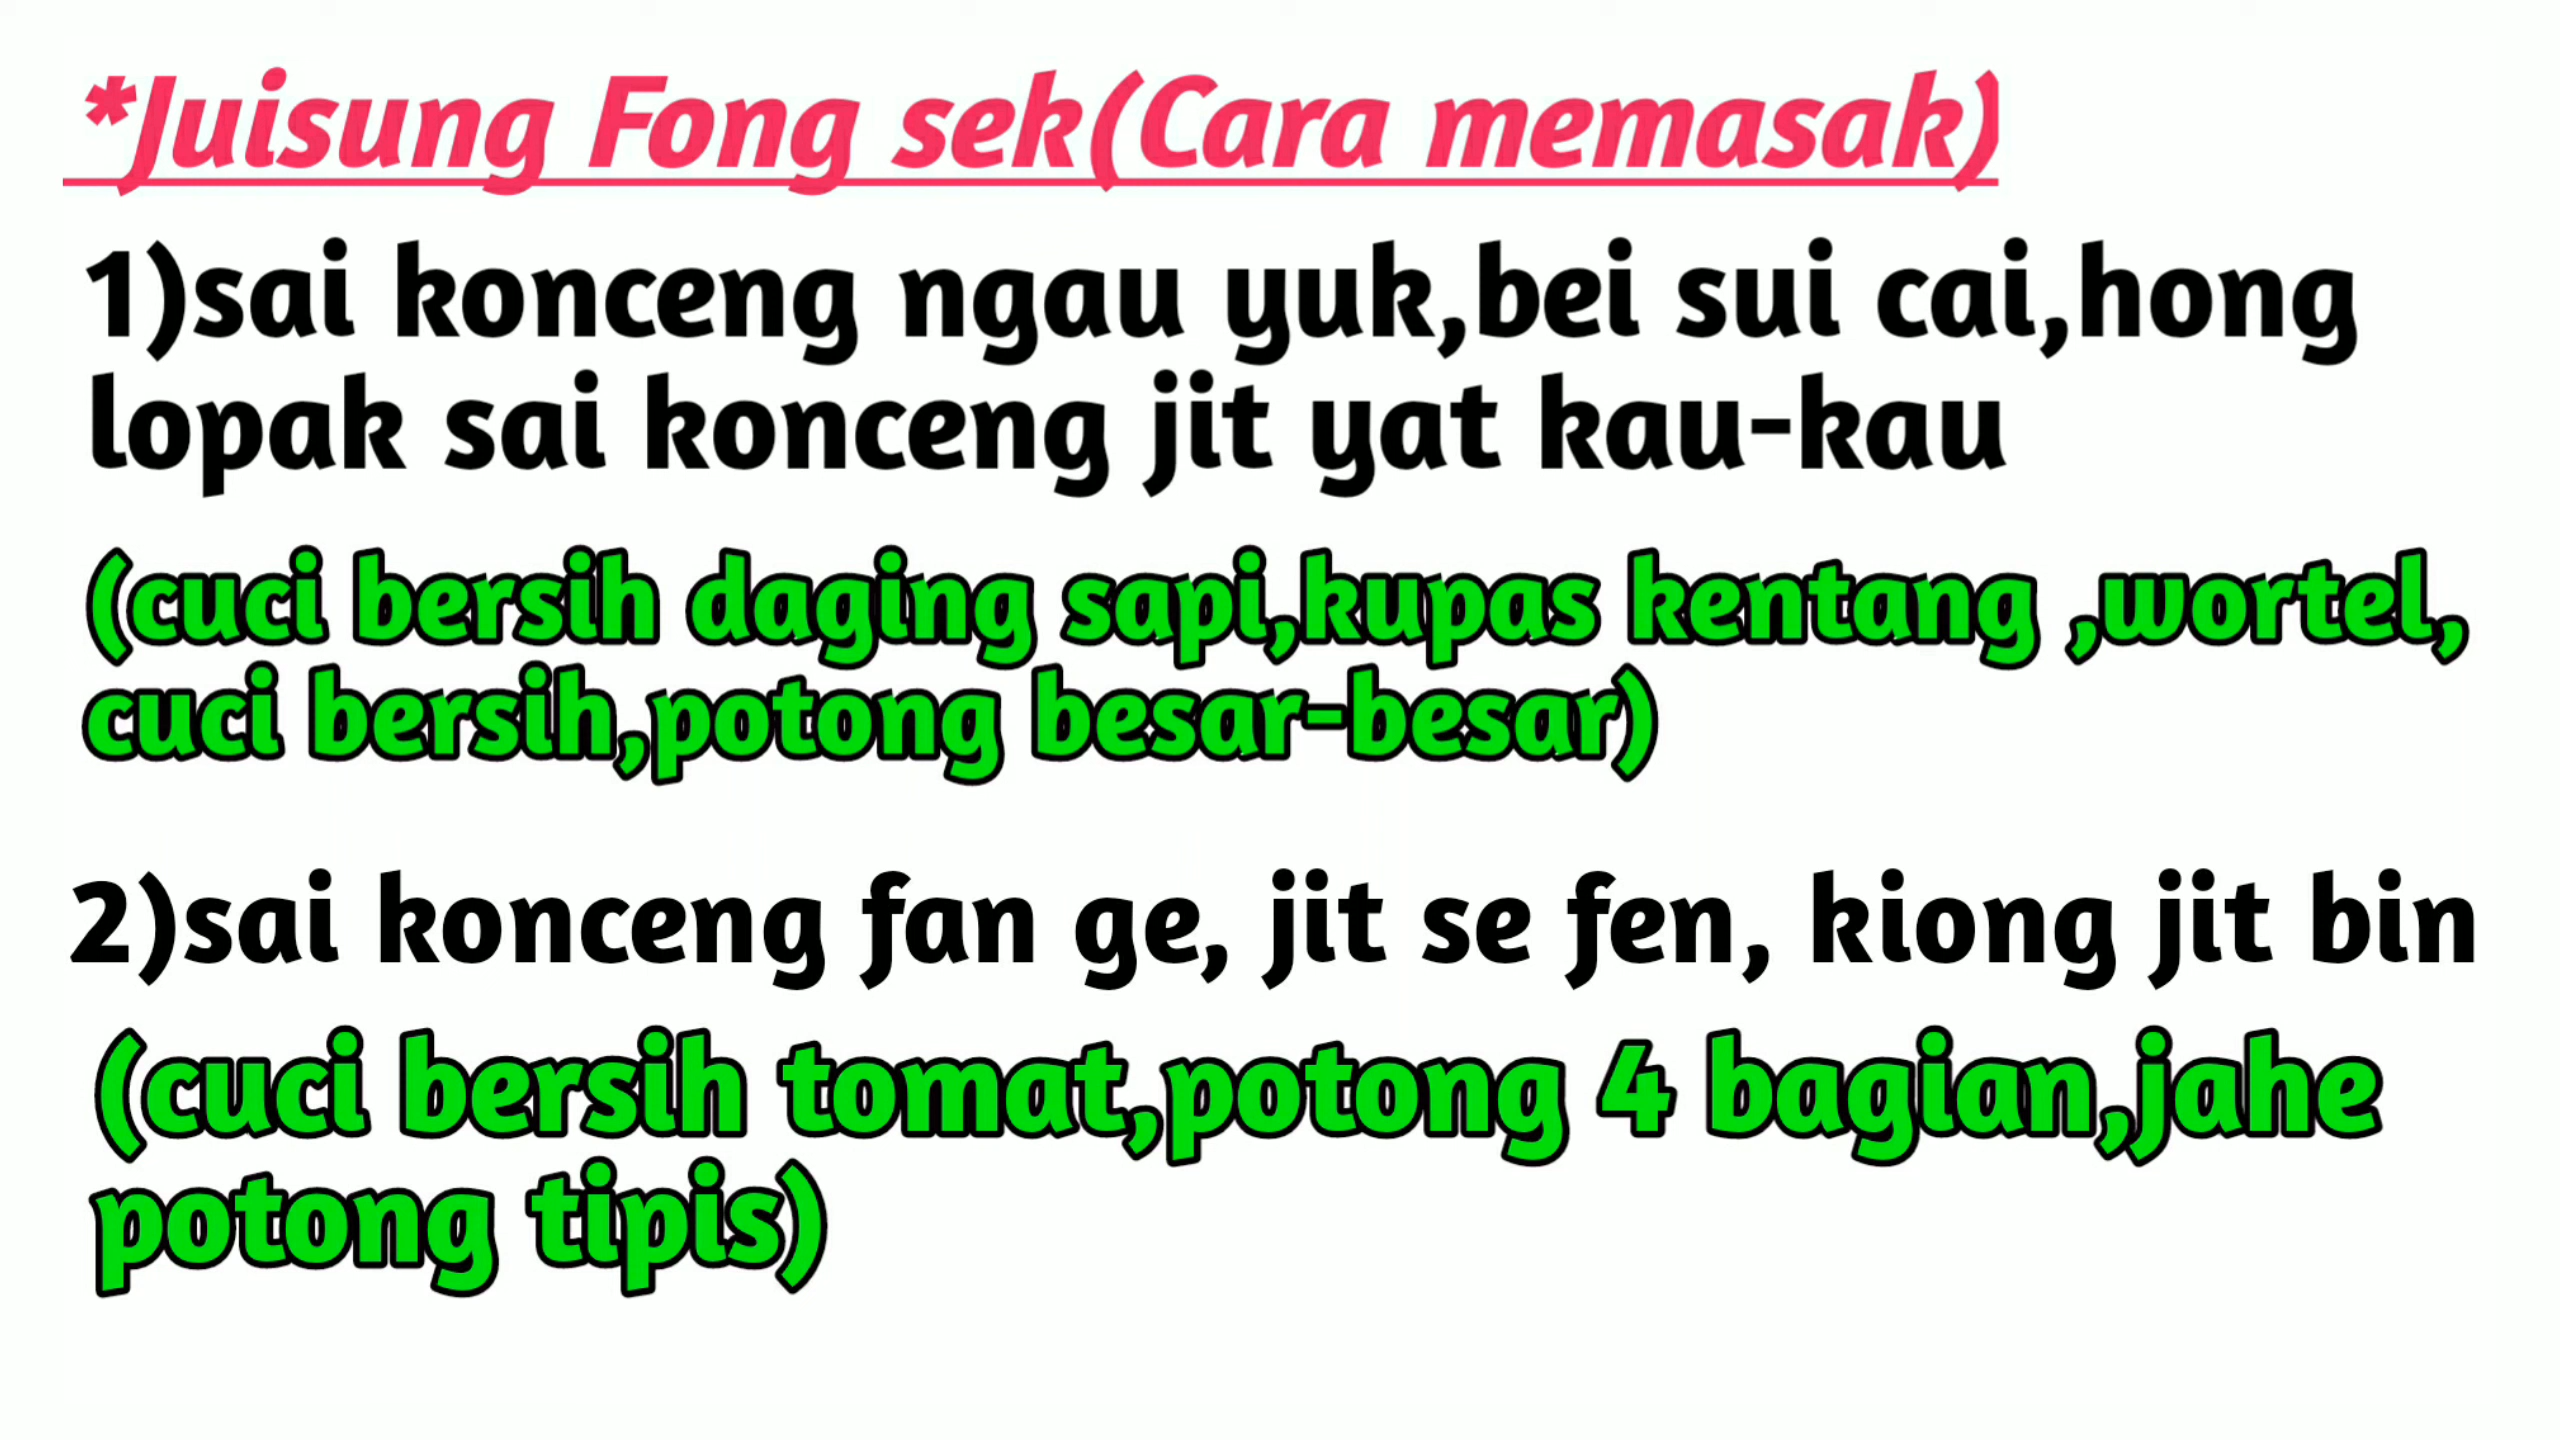 *Juisung Fong sek(Cara memasak)
1)sai konceng ngau yuk,bei sui cai,hong
lopak sai konceng jit yat kau-kau
(cuci bersih daging sapi,kupas kentang ,wortel,
cuci bersih,potong besar-besar)
2)sai konceng fan ge, jit se fen, kiong jit bin
(cuci bersih tomat,potong 4 bagian,jahe
potong tipis)